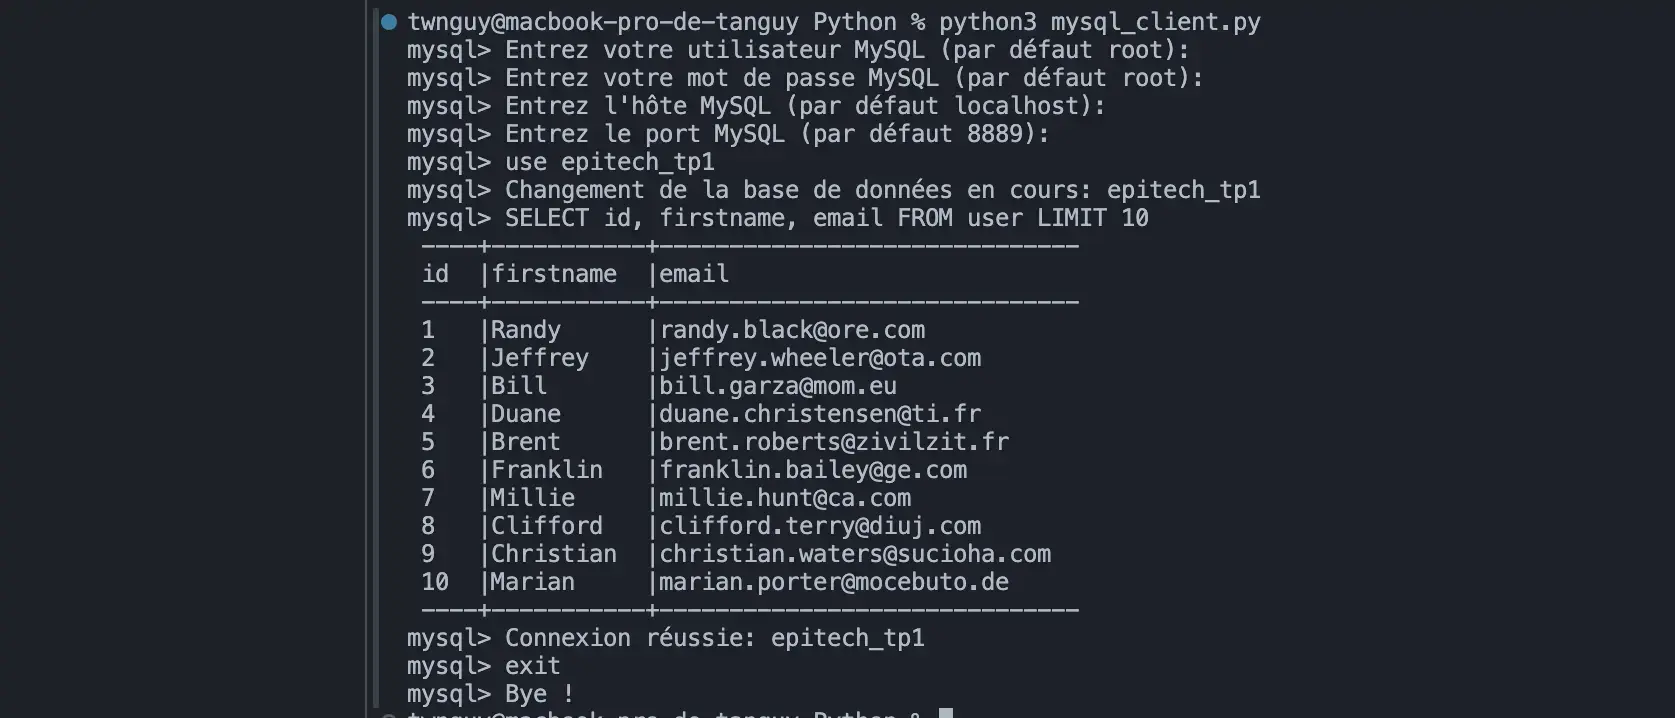 twnguy@macbook-pro-de-tanguy Python % python3 mysql_client.py
mysql> Entrez votre utilisateur MySQL (par défaut root):
mysql> Entrez votre mot de passe MySQL (par défaut root):
mysql> Entrez l'hôte MySQL (par défaut localhost):
mysql> Entrez le port MySQL (par défaut 8889):
mysql> use epitech_tp1
mysql> Changement de la base de données en cours: epitech_tp1
mysql> SELECT id, firstname, email FROM user LIMIT 10
----+-----------+------------------------------
id  |firstname  |email
----+-----------+------------------------------
1   |Randy      |randy.black@ore.com
2   |Jeffrey    |jeffrey.wheeler@ota.com
3   |Bill       |bill.garza@mom.eu
4   |Duane      |duane.christensen@ti.fr
5   |Brent      |brent.roberts@zivilzit.fr
6   |Franklin   |franklin.bailey@ge.com
7   |Millie     |millie.hunt@ca.com
8   |Clifford   |clifford.terry@diuj.com
9   |Christian  |christian.waters@sucioha.com
10  |Marian     |marian.porter@mocebuto.de
----+-----------+------------------------------
mysql> Connexion réussie: epitech_tp1
mysql> exit
mysql> Bye !
twnguy@macbook-pro-de-tanguy Python %